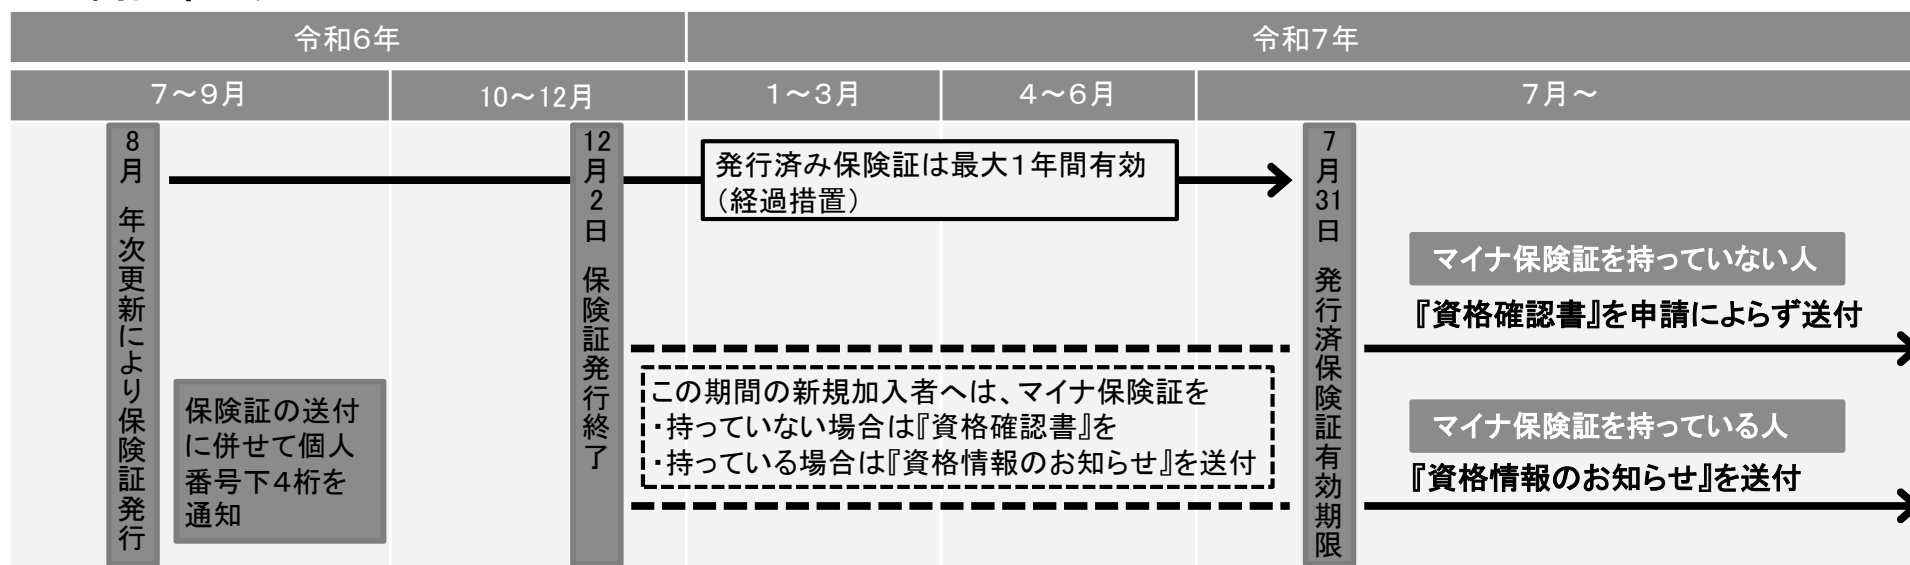 令和6年
令和7年
7～9月
10～12月
1～3月
4～6月
7月～
8月　年次更新により保険証発行
保険証の送付
に併せて個人
番号下4桁を
通知
12月2日　保険証発行終了
発行済み保険証は最大1年間有効
（経過措置）
この期間の新規加入者へは、マイナ保険証を
・持っていない場合は『資格確認書』を
・持っている場合は『資格情報のお知らせ』を送付
7月31日　発行済保険証有効期限
マイナ保険証を持っていない人
『資格確認書』を申請によらず送付
マイナ保険証を持っている人
『資格情報のお知らせ』を送付